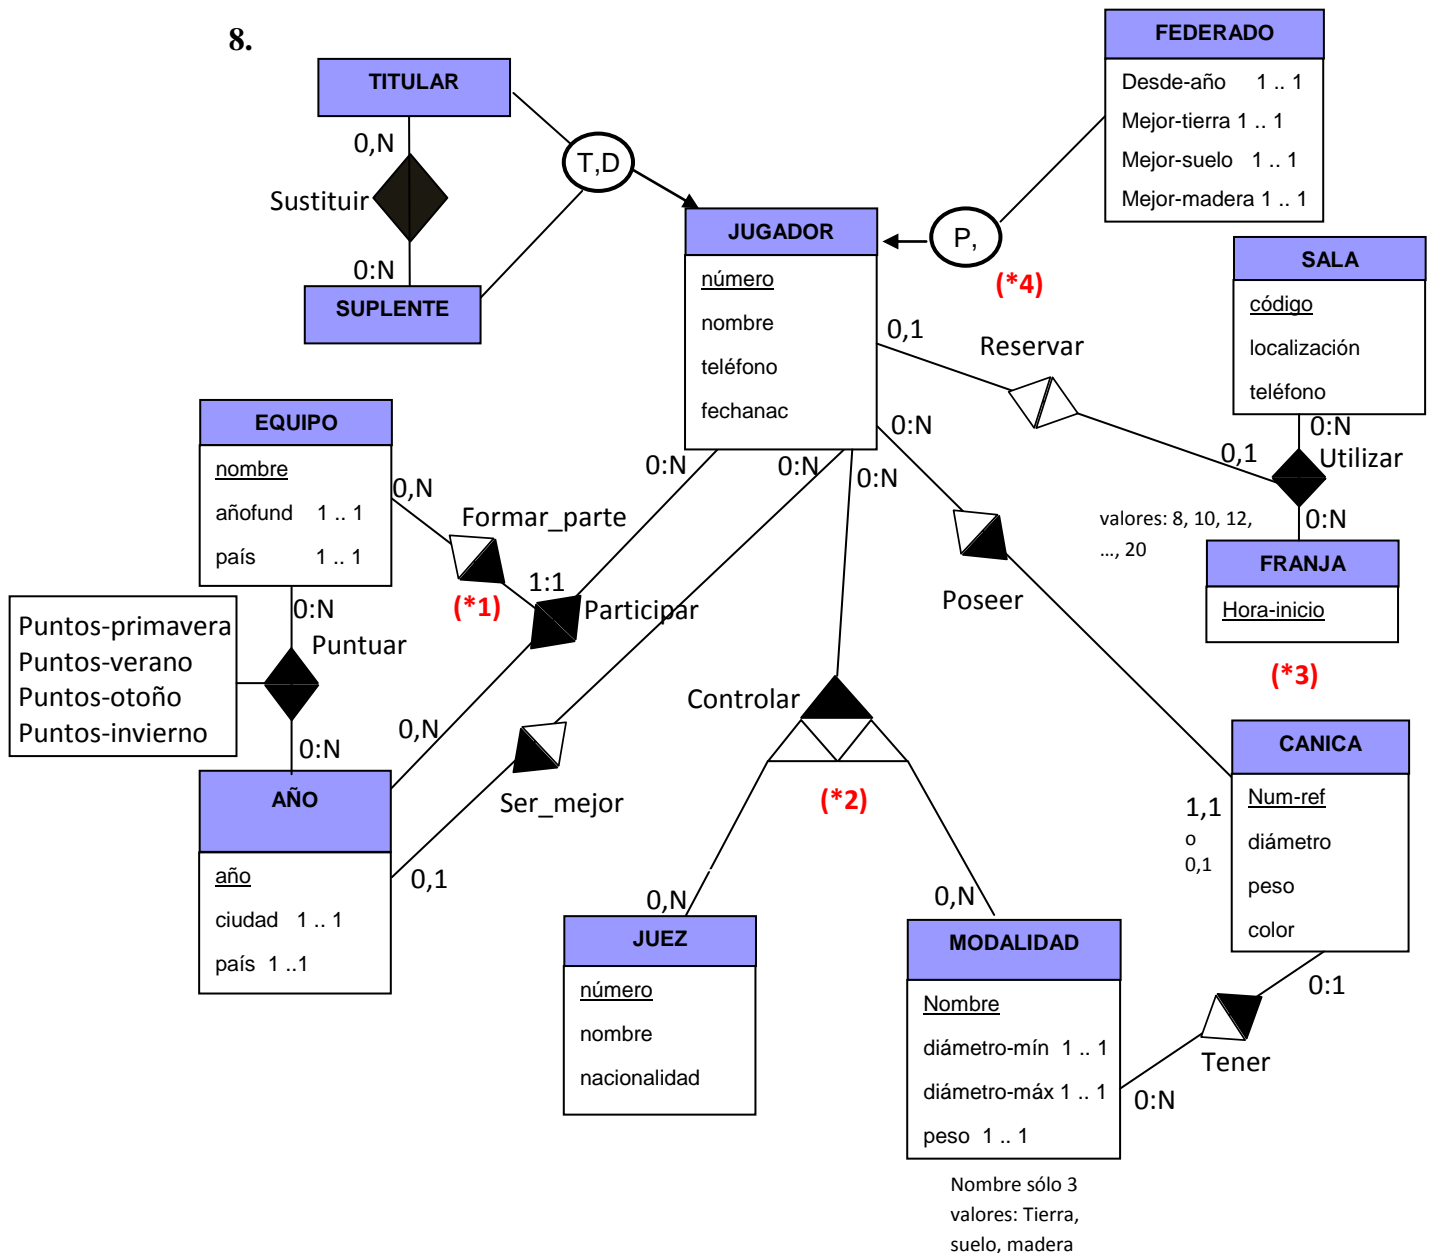 8.
TITULAR
0,N
Sustituir
0:N
SUPLENTE
T,D
FEDERADO
Desde-año 1 .. 1
Mejor-tierra 1 .. 1
Mejor-suelo 1 .. 1
Mejor-madera 1 .. 1
P,
(*4)
JUGADOR
número
nombre
teléfono
fechanac
0,1
Reservar
0,1
SALA
código
localización
teléfono
0:N
Utilizar
0:N
valores: 8, 10, 12,
..., 20
FRANJA
Hora-inicio
(*3)
EQUIPO
nombre
añofund 1 .. 1
país 1 .. 1
0,N
Formar_parte
(*1)
1:1
Participar
0:N
0:N
0:N
0:N
Poseer
0:N
Puntuar
0:N
Puntos-primavera
Puntos-verano
Puntos-otoño
Puntos-invierno
0,N
AÑO
año
ciudad 1 .. 1
país 1 ..1
0,1
Ser_mejor
Controlar
(*2)
0,N
0,N
JUEZ
número
nombre
nacionalidad
MODALIDAD
Nombre
diámetro-mín 1 .. 1
diámetro-máx 1 .. 1
peso 1 .. 1
Nombre sólo 3
valores: Tierra,
suelo, madera
1,1
o
0,1
CANICA
Num-ref
diámetro
peso
color
0:1
Tener
0:N